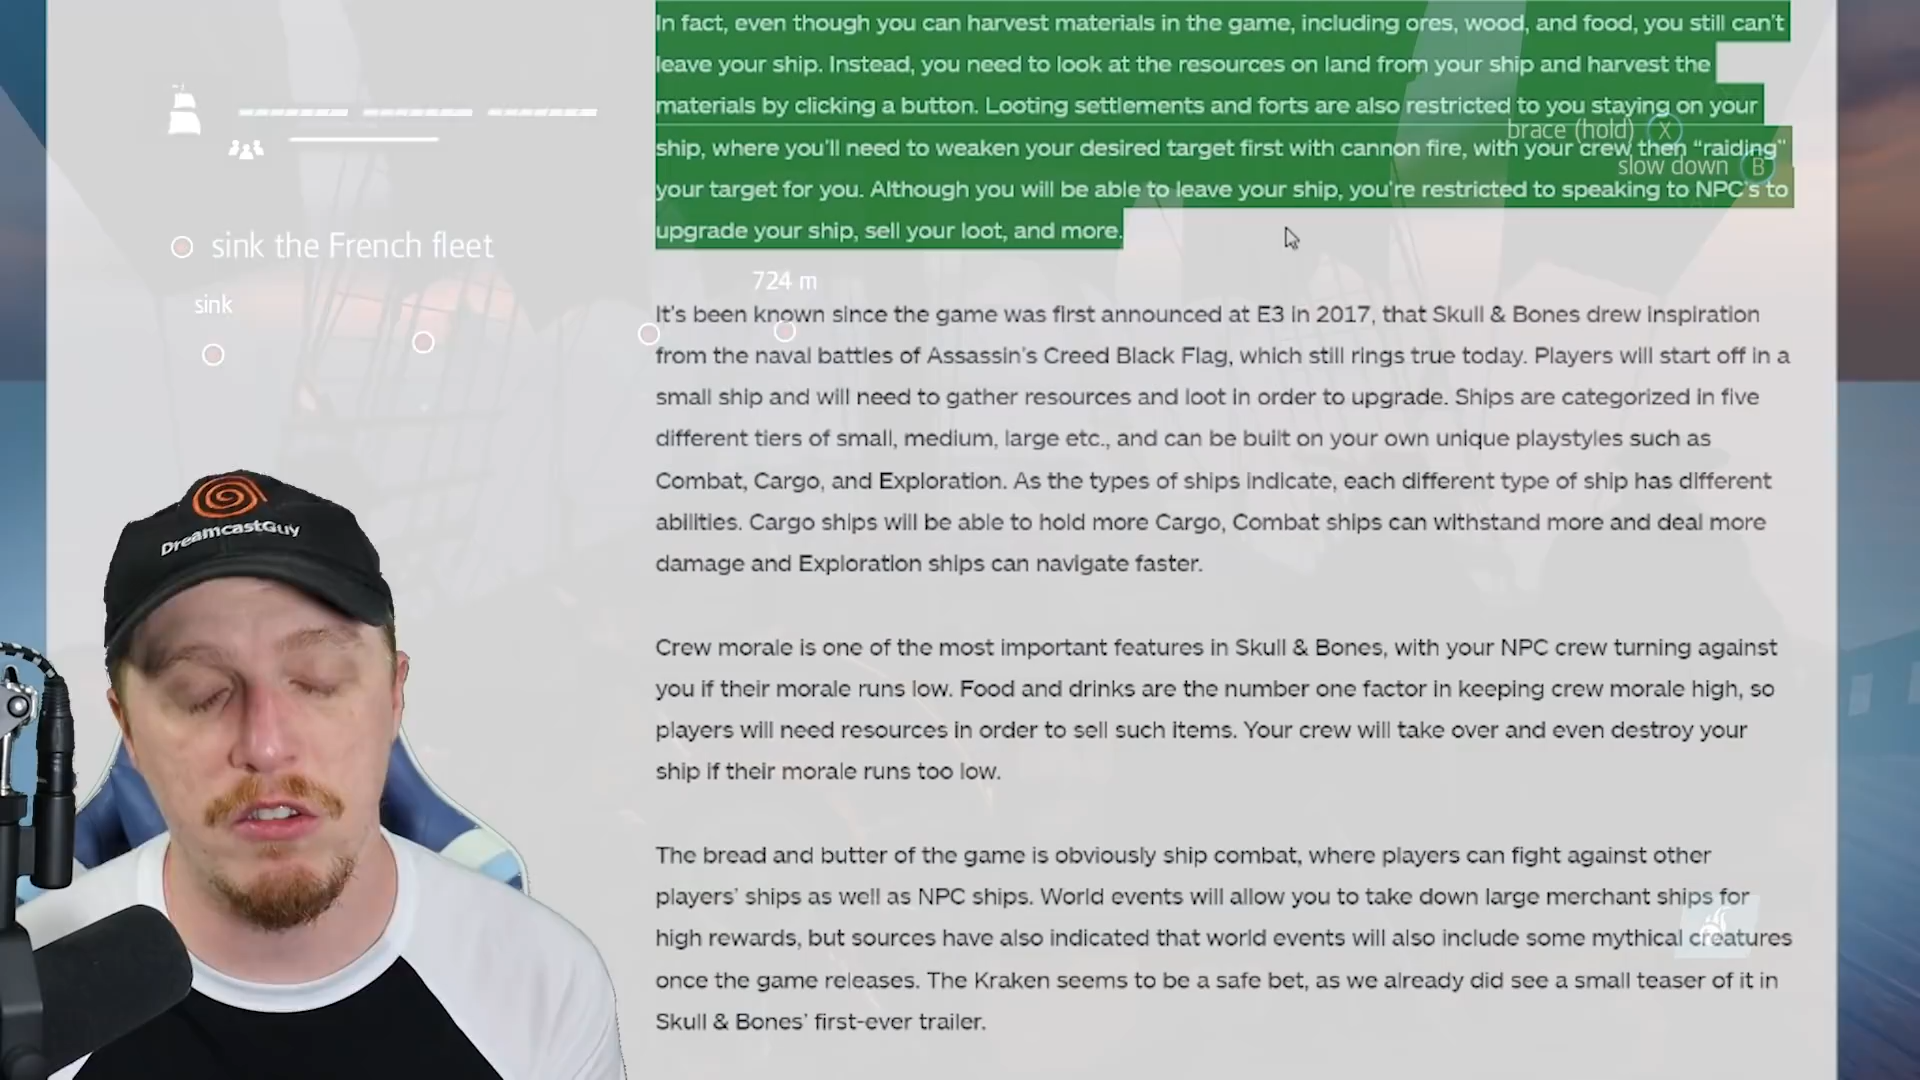 In fact, even though you can harvest materials in the game, including ores, wood, and food, you still can't
leave your ship. Instead, you need to look at the resources on land from your ship and harvest the
materials by clicking a button. Looting settlements and forts are also restricted to you staying on your
brace (hold) X
ship, where you'll need to weaken your desired target first with cannon fire, with your crew then “raiding”
slow down B
your target for you. Although you will be able to leave your ship, you're restricted to speaking to NPC's to
upgrade your ship, sell your loot, and more.
sink the French fleet
724 m
sink
It's been known since the game was first announced at E3 in 2017, that Skull & Bones drew inspiration
from the naval battles of Assassin's Creed Black Flag, which still rings true today. Players will start off in a
small ship and will need to gather resources and loot in order to upgrade. Ships are categorized in five
different tiers of small, medium, large etc., and can be built on your own unique playstyles such as
Combat, Cargo, and Exploration. As the types of ships indicate, each different type of ship has different
abilities. Cargo ships will be able to hold more Cargo, Combat ships can withstand more and deal more
damage and Exploration ships can navigate faster.
DreamcastGuy
Crew morale is one of the most important features in Skull & Bones, with your NPC crew turning against
you if their morale runs low. Food and drinks are the number one factor in keeping crew morale high, so
players will need resources in order to sell such items. Your crew will take over and even destroy your
ship if their morale runs too low.
The bread and butter of the game is obviously ship combat, where players can fight against other
players' ships as well as NPC ships. World events will allow you to take down large merchant ships for
high rewards, but sources have also indicated that world events will also include some mythical creatures
once the game releases. The Kraken seems to be a safe bet, as we already did see a small teaser of it in
Skull & Bones' first-ever trailer.